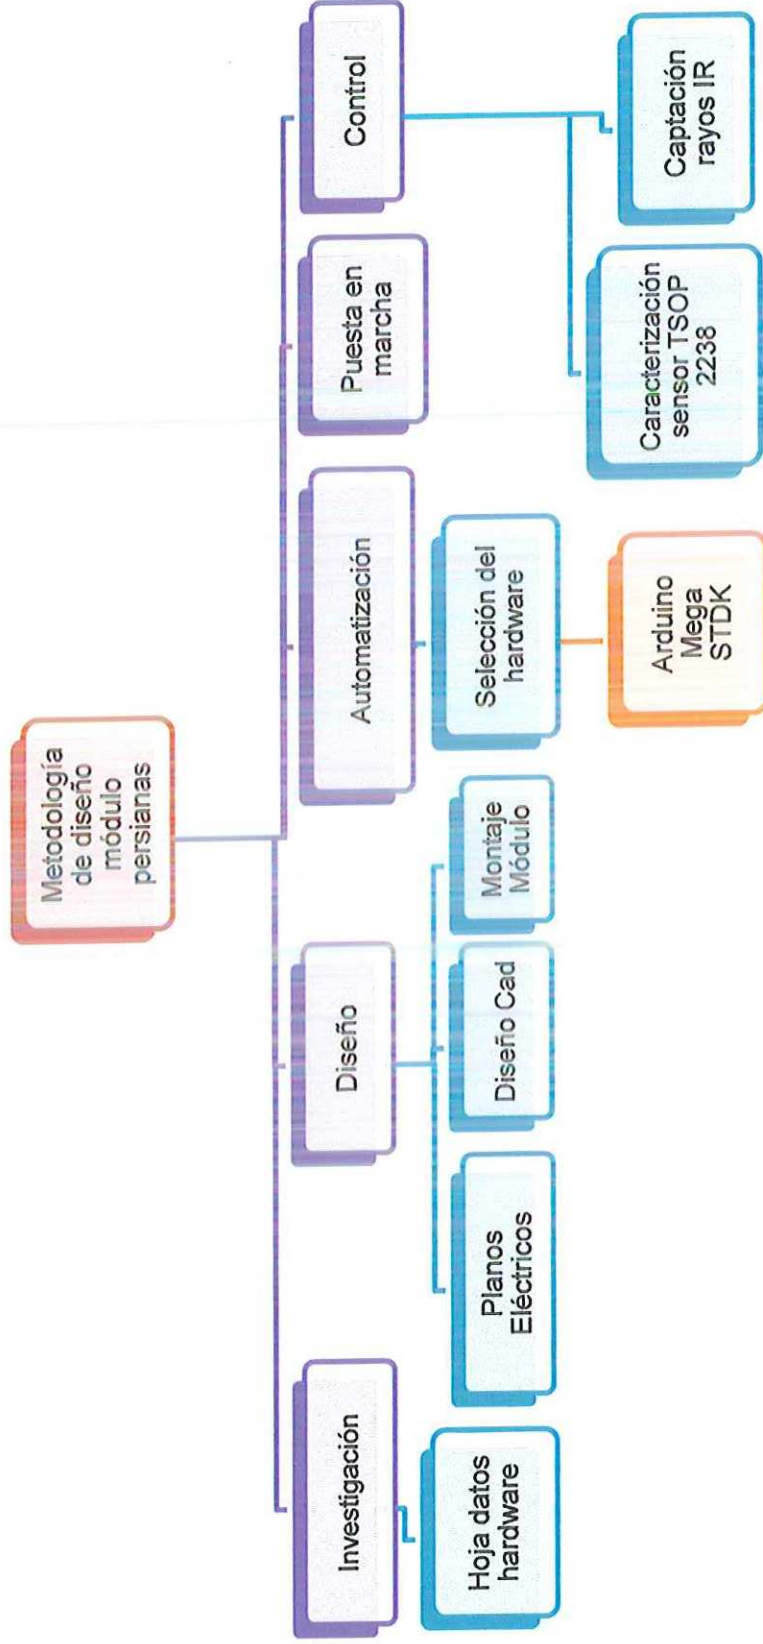 Metodología
de diseño
módulo
persianas
Investigación
Diseño
Automatización
Puesta en
marcha
Control
Hoja datos
hardware
Planos
Eléctricos
Diseño Cad
Montaje
Módulo
Selección del
hardware
Arduino
Mega
STDK
Caracterización
sensor TSOP
2238
Captación
rayos IR